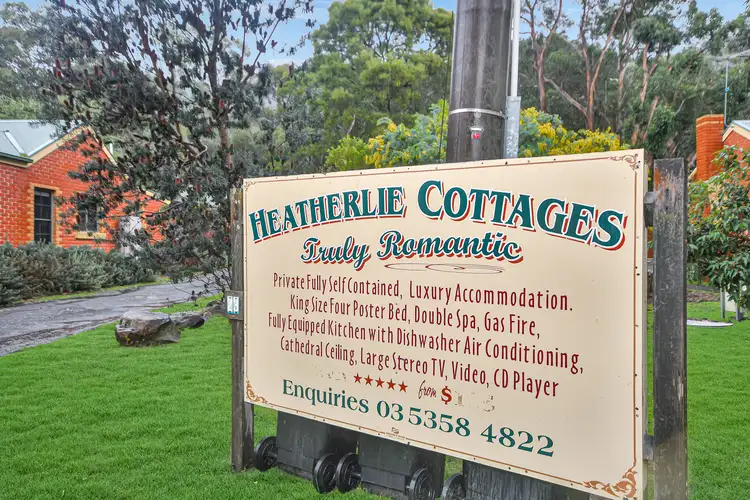 Heatherlie Cottages
Truly Romantic
Private Fully Self Contained, Luxury Accommodation.
King Size Four Poster Bed, Double Spa, Gas Fire,
Fully Equipped Kitchen with Dishwasher Air Conditioning,
Cathedral Ceiling, Large Stereo TV, Video, CD Player
★★★★★ from $
Enquiries 03 5358 4822